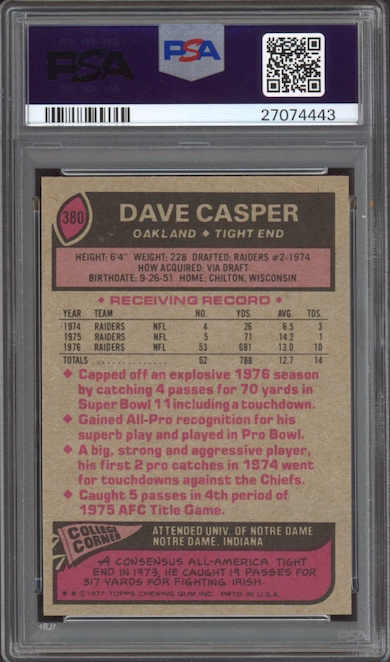 PSA
PSA
27074443
380
DAVE CASPER
OAKLAND ◆ TIGHT END
HEIGHT: 6'4" WEIGHT: 228 DRAFTED: RAIDERS #2-1974
HOW ACQUIRED: VIA DRAFT
BIRTHDATE: 9-26-51 HOME: CHILTON, WISCONSIN
◆ RECEIVING RECORD ◆
YEAR TEAM NO. YDS AVG. TDS.
1974 RAIDERS NFL 4 26 6.5 3
1975 RAIDERS NFL 5 71 14.2 1
1976 RAIDERS NFL 53 691 13.0 10
TOTALS .............. 62 788 12.7 14
◆ Capped off an explosive 1976 season
by catching 4 passes for 70 yards in
Super Bowl 11 including a touchdown.
◆ Gained All-Pro recognition for his
superb play and played in Pro Bowl.
◆ A big, strong and aggressive player,
his first 2 pro catches in 1974 went
for touchdowns against the Chiefs.
◆ Caught 5 passes in 4th period of
1975 AFC Title Game.
COLLEGE
CORNER
ATTENDED UNIV. OF NOTRE DAME
NOTRE DAME, INDIANA
A CONSENSUS ALL-AMERICA TIGHT
END IN 1973, HE CAUGHT 19 PASSES FOR
317 YARDS FOR FIGHTING IRISH.
★★ © 1977 TOPPS CHEWING GUM, INC. PRTD. IN U.S.A.